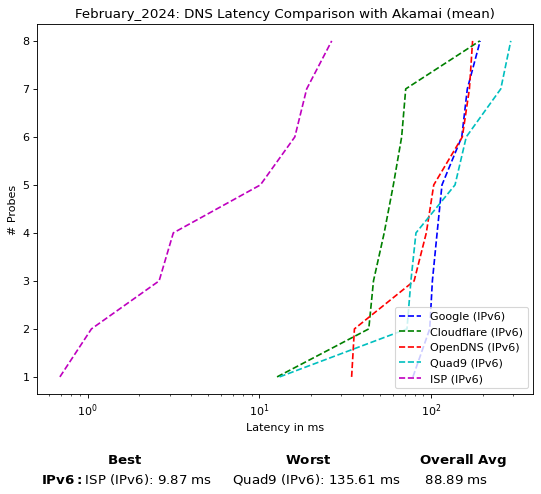 February_2024: DNS Latency Comparison with Akamai (mean)
8
7
6
5
4
3
2
1
# Probes
Google (IPv6)
Cloudflare (IPv6)
OpenDNS (IPv6)
Quad9 (IPv6)
ISP (IPv6)
10⁰ 10¹ 10²
Latency in ms
Best Worst Overall Avg
IPv6: ISP (IPv6): 9.87 ms Quad9 (IPv6): 135.61 ms 88.89 ms